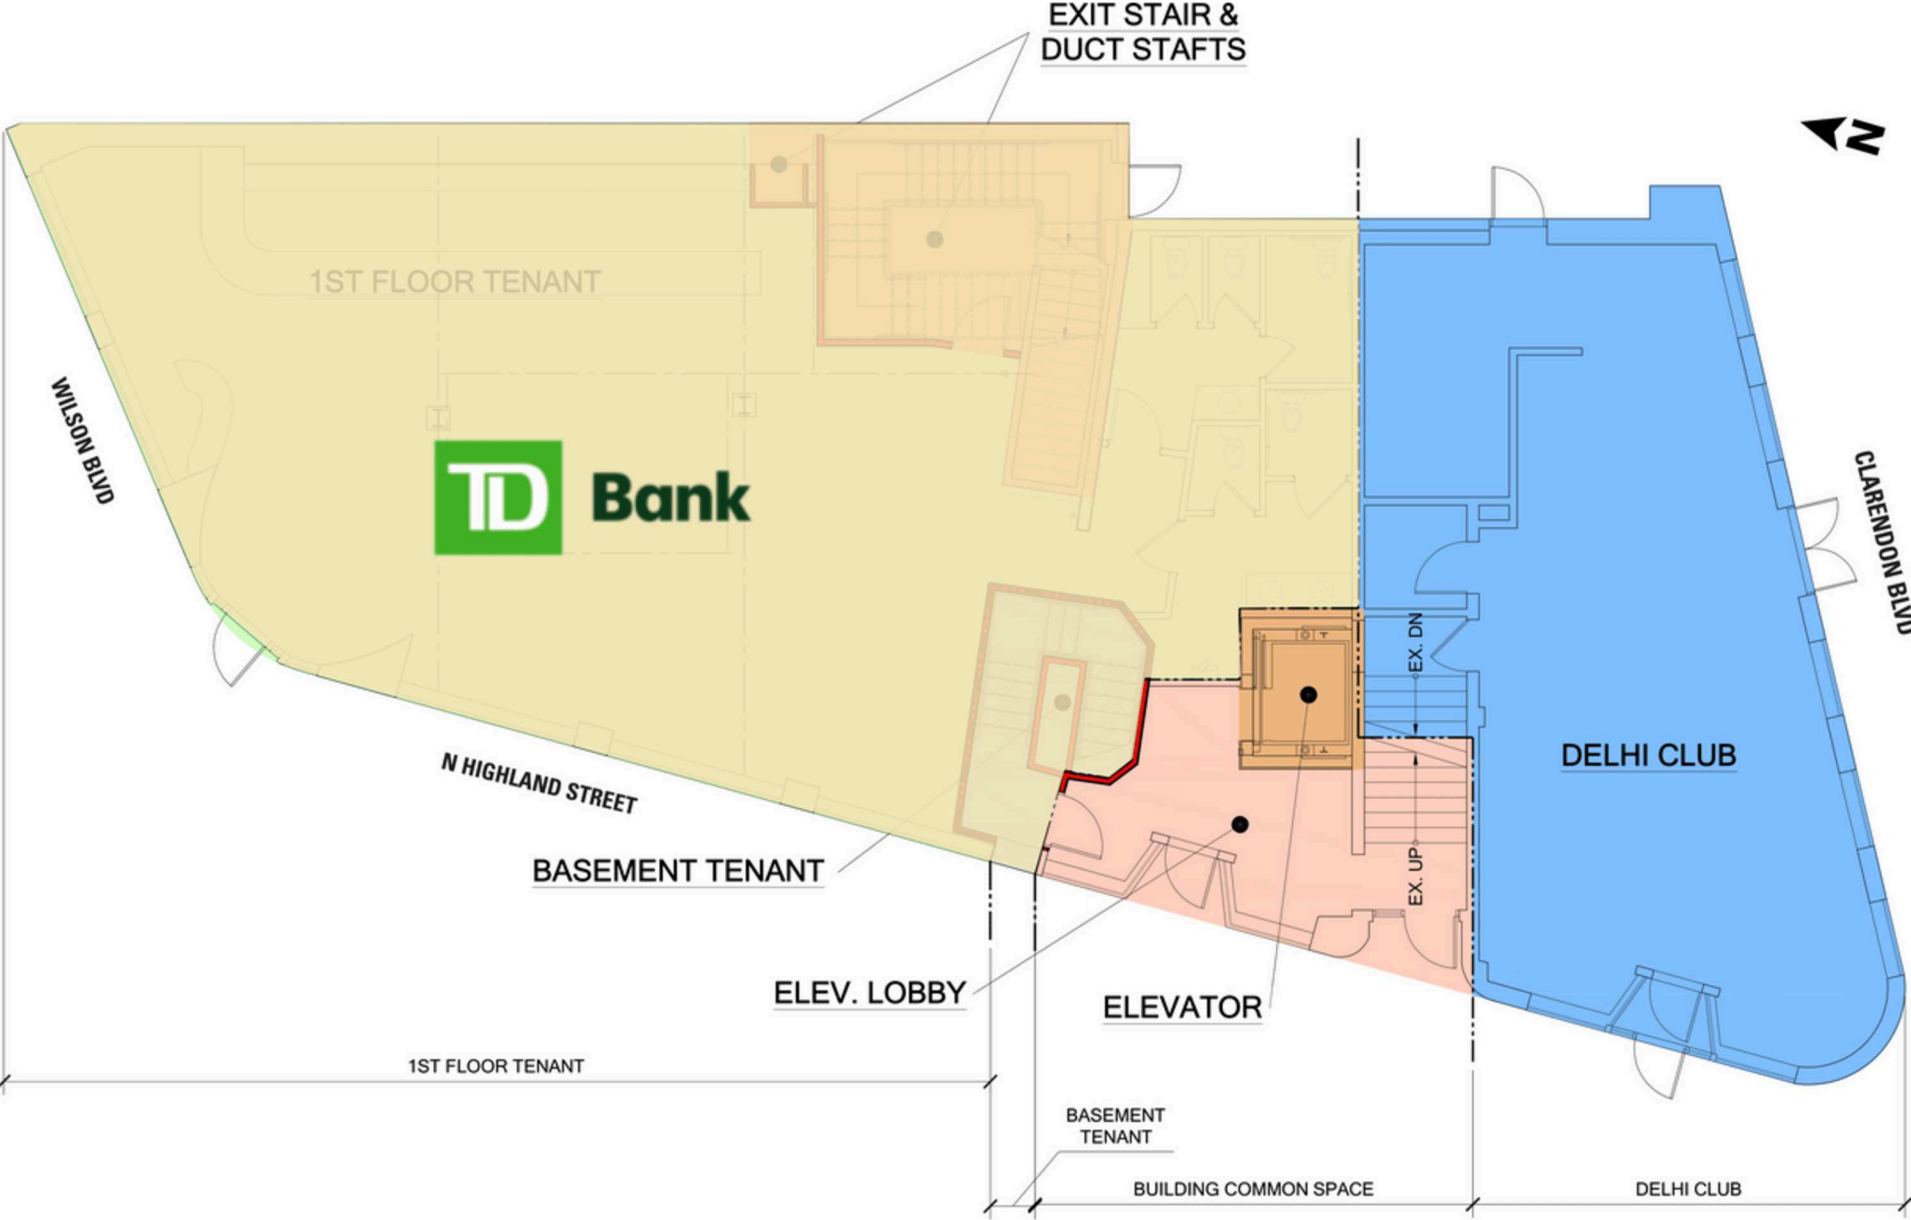 EXIT STAIR &
DUCT STAFTS
N
1ST FLOOR TENANT
WILSON BLVD
TD Bank
CLARENDON BLVD
EX. DN
DELHI CLUB
N HIGHLAND STREET
BASEMENT TENANT
EX. UP
ELEV. LOBBY
ELEVATOR
1ST FLOOR TENANT
BASEMENT
TENANT
BUILDING COMMON SPACE
DELHI CLUB